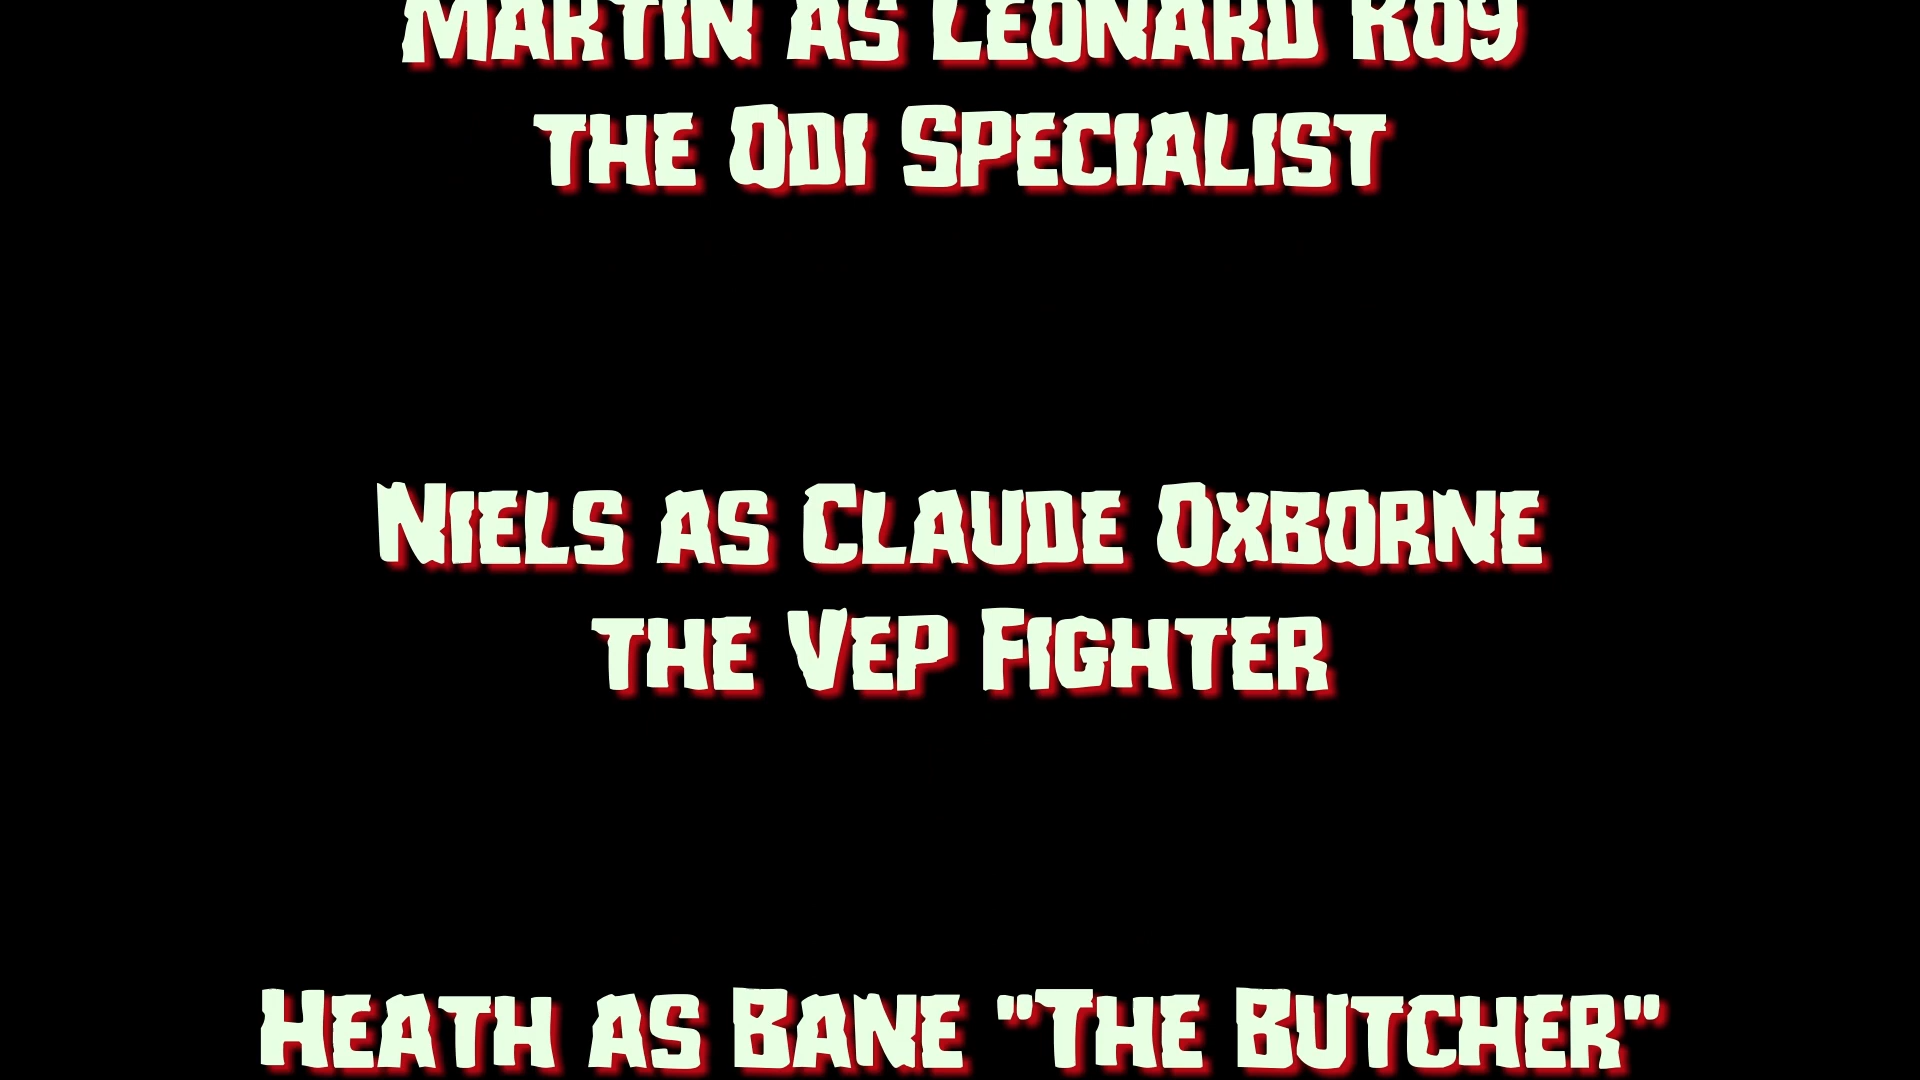 Martin as Leonard Roy
the Odi Specialist
Niels as Claude Oxborne
the Vep Fighter
Heath as Bane "The Butcher"